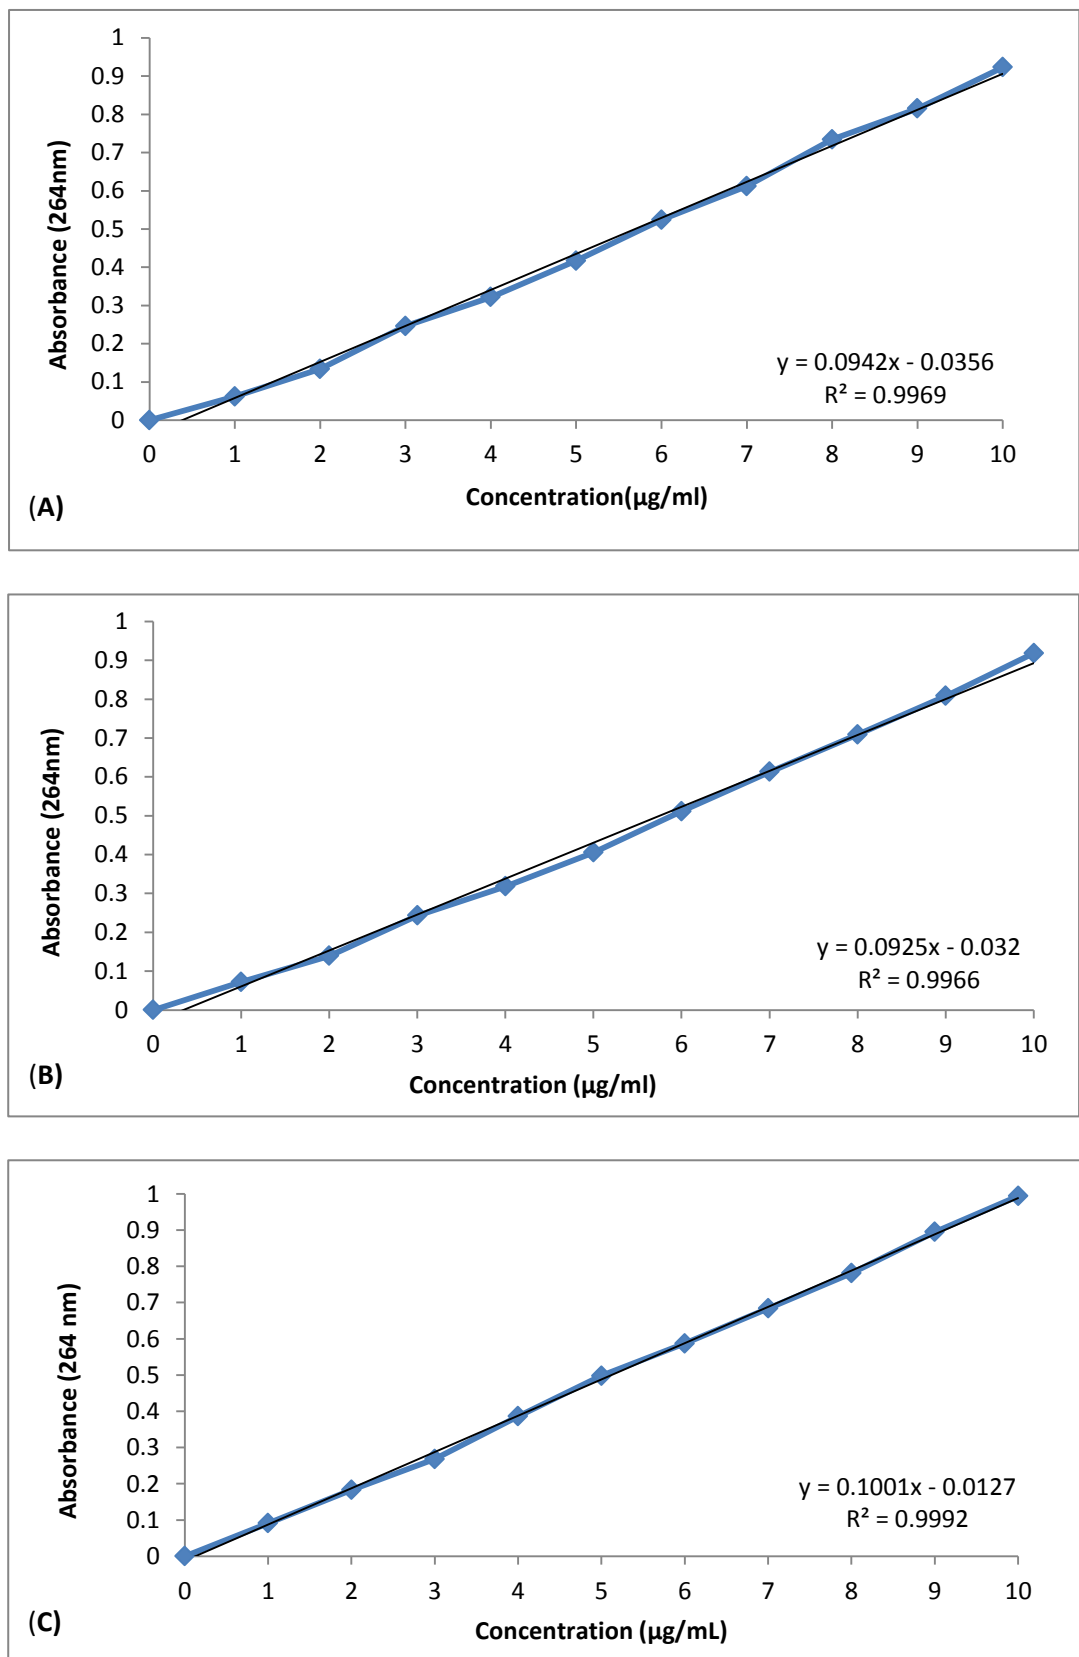 1
0.9
0.8
0.7
0.6
0.5
0.4
0.3
0.2
0.1
0
Absorbance (264nm)
y = 0.0942x - 0.0356
R² = 0.9969
0 1 2 3 4 5 6 7 8 9 10
Concentration(µg/ml)
(A)
1
0.9
0.8
0.7
0.6
0.5
0.4
0.3
0.2
0.1
0
Absorbance (264nm)
y = 0.0925x - 0.032
R² = 0.9966
0 1 2 3 4 5 6 7 8 9 10
Concentration (µg/ml)
(B)
1
0.9
0.8
0.7
0.6
0.5
0.4
0.3
0.2
0.1
0
Absorbance (264 nm)
y = 0.1001x - 0.0127
R² = 0.9992
0 1 2 3 4 5 6 7 8 9 10
Concentration (µg/mL)
(C)